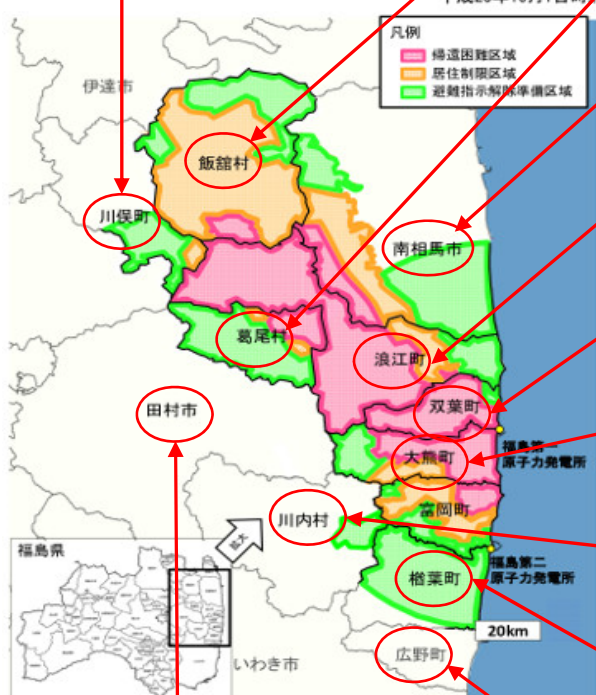 凡例
帰還困難区域
居住制限区域
避難指示解除準備区域
伊達市
飯舘村
川俣町
南相馬市
葛尾村
浪江町
田村市
双葉町
大熊町
福島第一
原子力発電所
富岡町
川内村
拡大
福島県
楢葉町
福島第二
原子力発電所
20km
いわき市
広野町